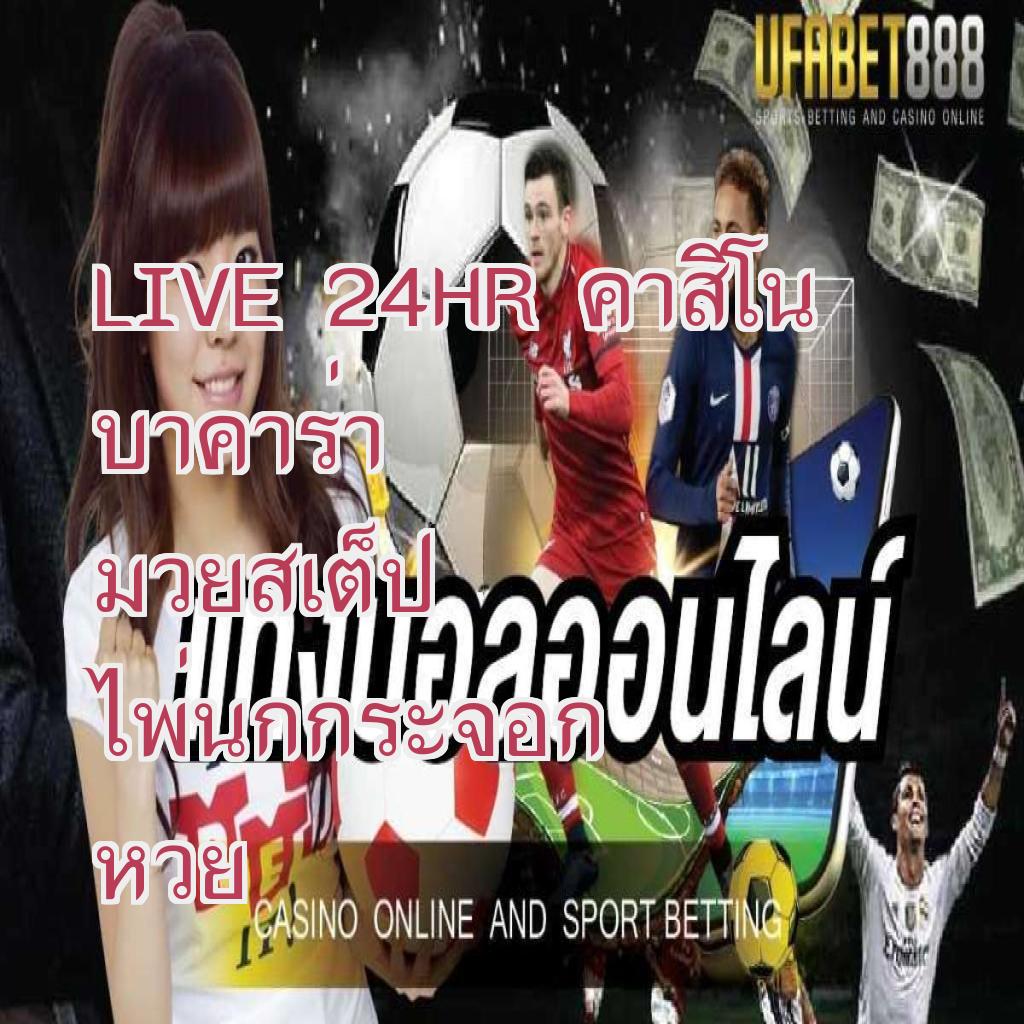 UFABET888
SPORTS BETTING AND CASINO ONLINE
LIVE 24HR คาสิโน
บาคาร่า
มวยสเต็ป
แทงบอลออนไลน์
ไพ่นกกระจอก
หวย
CASINO ONLINE AND SPORT BETTING